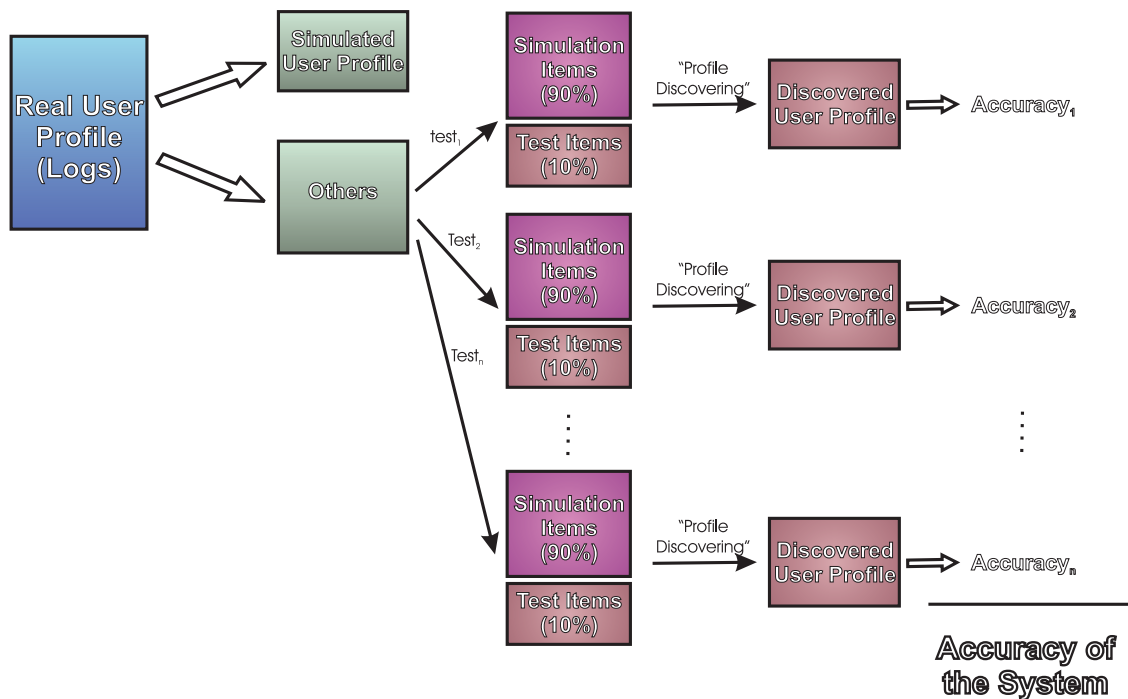 Real User
Profile
(Logs)
Simulated
User Profile
Others
test1
Test2
Testn
Simulation
Items
(90%)
Test Items
(10%)
“Profile
Discovering”
Discovered
User Profile
Accuracy1
Simulation
Items
(90%)
Test Items
(10%)
“Profile
Discovering”
Discovered
User Profile
Accuracy2
Simulation
Items
(90%)
Test Items
(10%)
“Profile
Discovering”
Discovered
User Profile
Accuracyn
Accuracy of
the System